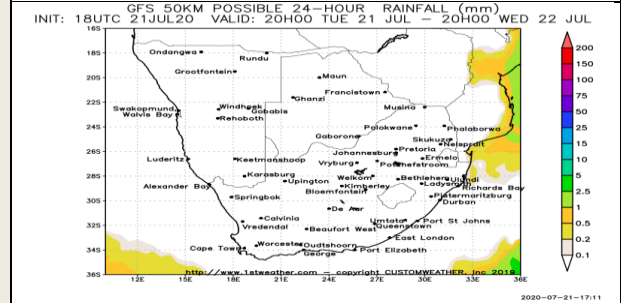 GFS 50KM POSSIBLE 24-HOUR RAINFALL (mm)
INIT: 18UTC 21JUL20 VALID: 20H00 TUE 21 JUL - 20H00 WED 22 JUL
16S
18S
20S
22S
24S
26S
28S
30S
32S
34S
36S
Ondangwa
Rundu
Grootfontein
Maun
Francistown
Ghanzi
Musina
Windhoek
Gobabis
Swakopmund
Walvis Bay
Rehoboth
Polokwane
Phalaborwa
Gaborone
Skukuza
Nelspruit
Johannesburg
Pretoria
Luderitz
Keetmanshoop
Vryburg
Ermelo
Karasburg
Upington
Welkom
Bethlehem
Ulundi
Alexander Bay
Kimberley
Ladysmith
Richards Bay
Bloemfontein
Springbok
Pietermaritzburg
Durban
De Aar
Calvinia
Umtata
Port St Johns
Vredendal
Beaufort West
Queenstown
East London
Cape Town
Worcester
Oudtshoorn
George
Port Elizabeth
http://www.1stweather.com - copyright CUSTOMWEATHER, Inc 2019
12E 15E 18E 21E 24E 27E 30E 33E 36E
200
150
100
75
50
25
15
10
5
2.5
1
0.5
0.2
0.1
2020-07-21-17:11